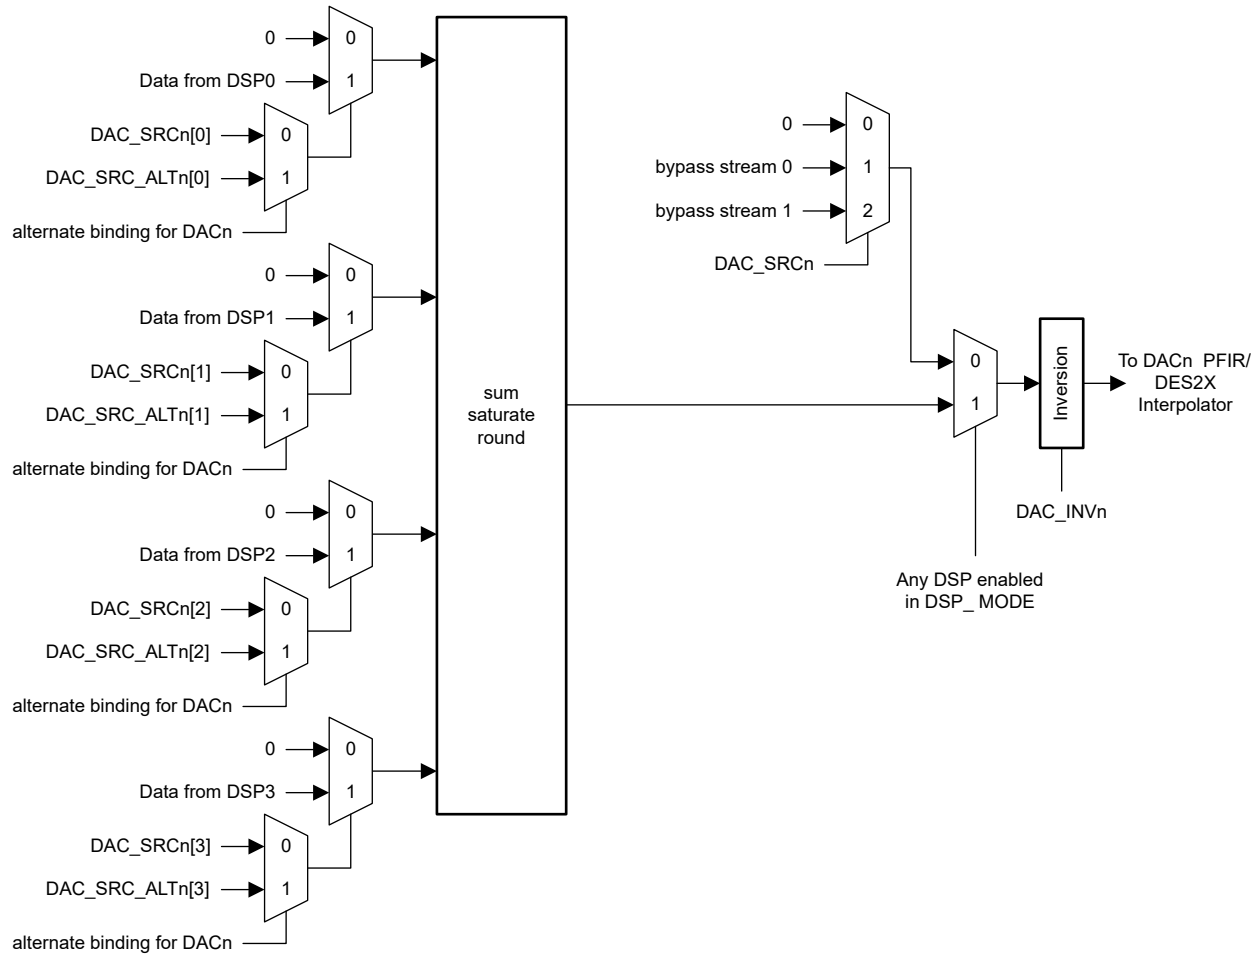 0
0
Data from DSP0
1
DAC_SRCn[0]
0
DAC_SRC_ALTn[0]
1
alternate binding for DACn
0
0
Data from DSP1
1
DAC_SRCn[1]
0
DAC_SRC_ALTn[1]
1
alternate binding for DACn
0
0
Data from DSP2
1
DAC_SRCn[2]
0
DAC_SRC_ALTn[2]
1
alternate binding for DACn
0
0
Data from DSP3
1
DAC_SRCn[3]
0
DAC_SRC_ALTn[3]
1
alternate binding for DACn
sum
saturate
round
0
0
bypass stream 0
1
bypass stream 1
2
DAC_SRCn
0
1
Any DSP enabled
in DSP_ MODE
Inversion
DAC_INVn
To DACn PFIR/
DES2X
Interpolator